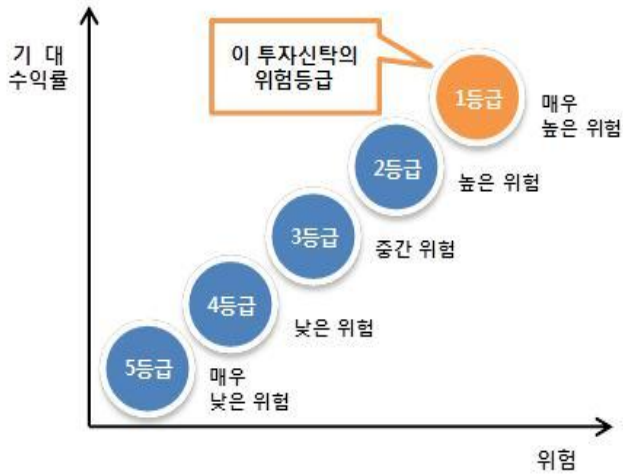 기 대
수익률
이 투자신탁의
위험등급
1등급
매우
높은 위험
2등급
높은 위험
3등급
중간 위험
4등급
낮은 위험
5등급
매우
낮은 위험
위험